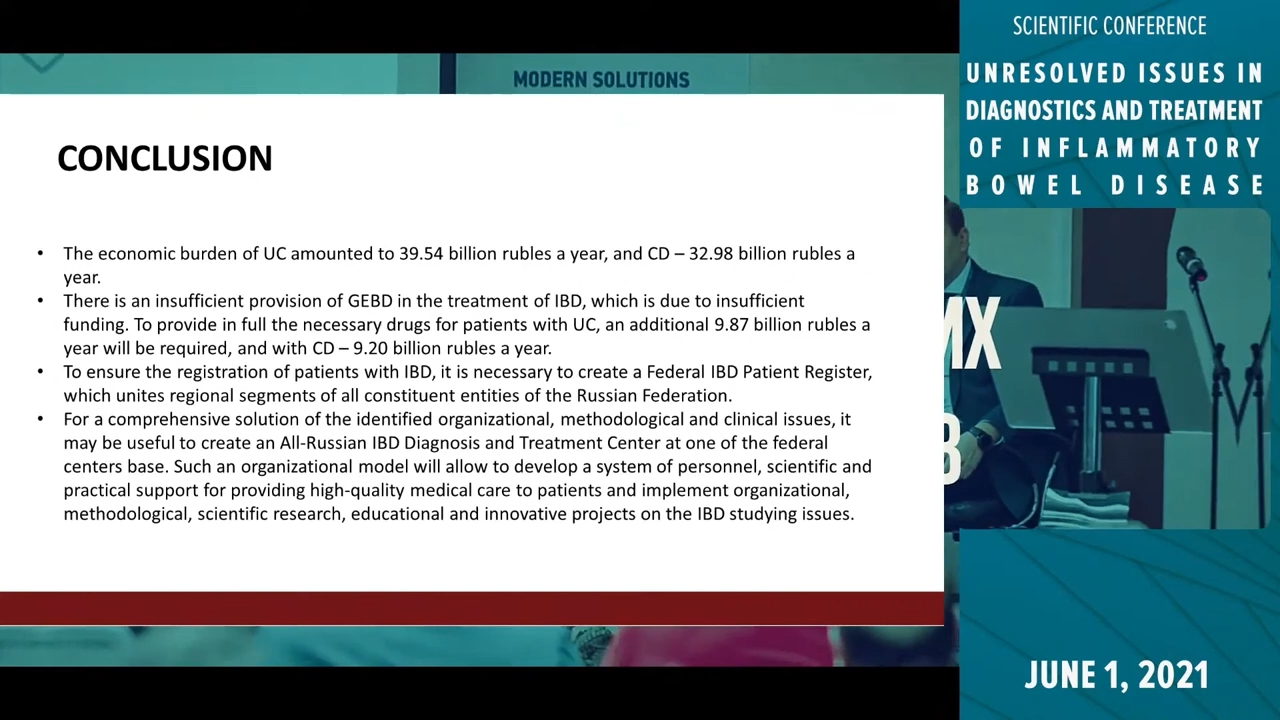 MODERN SOLUTIONS
CONCLUSION
• The economic burden of UC amounted to 39.54 billion rubles a year, and CD – 32.98 billion rubles a
year.
• There is an insufficient provision of GEBD in the treatment of IBD, which is due to insufficient
funding. To provide in full the necessary drugs for patients with UC, an additional 9.87 billion rubles a
year will be required, and with CD – 9.20 billion rubles a year.
• To ensure the registration of patients with IBD, it is necessary to create a Federal IBD Patient Register,
which unites regional segments of all constituent entities of the Russian Federation.
• For a comprehensive solution of the identified organizational, methodological and clinical issues, it
may be useful to create an All-Russian IBD Diagnosis and Treatment Center at one of the federal
centers base. Such an organizational model will allow to develop a system of personnel, scientific and
practical support for providing high-quality medical care to patients and implement organizational,
methodological, scientific research, educational and innovative projects on the IBD studying issues.
SCIENTIFIC CONFERENCE
UNRESOLVED ISSUES IN
DIAGNOSTICS AND TREATMENT
OF INFLAMMATORY
BOWEL DISEASE
JUNE 1, 2021